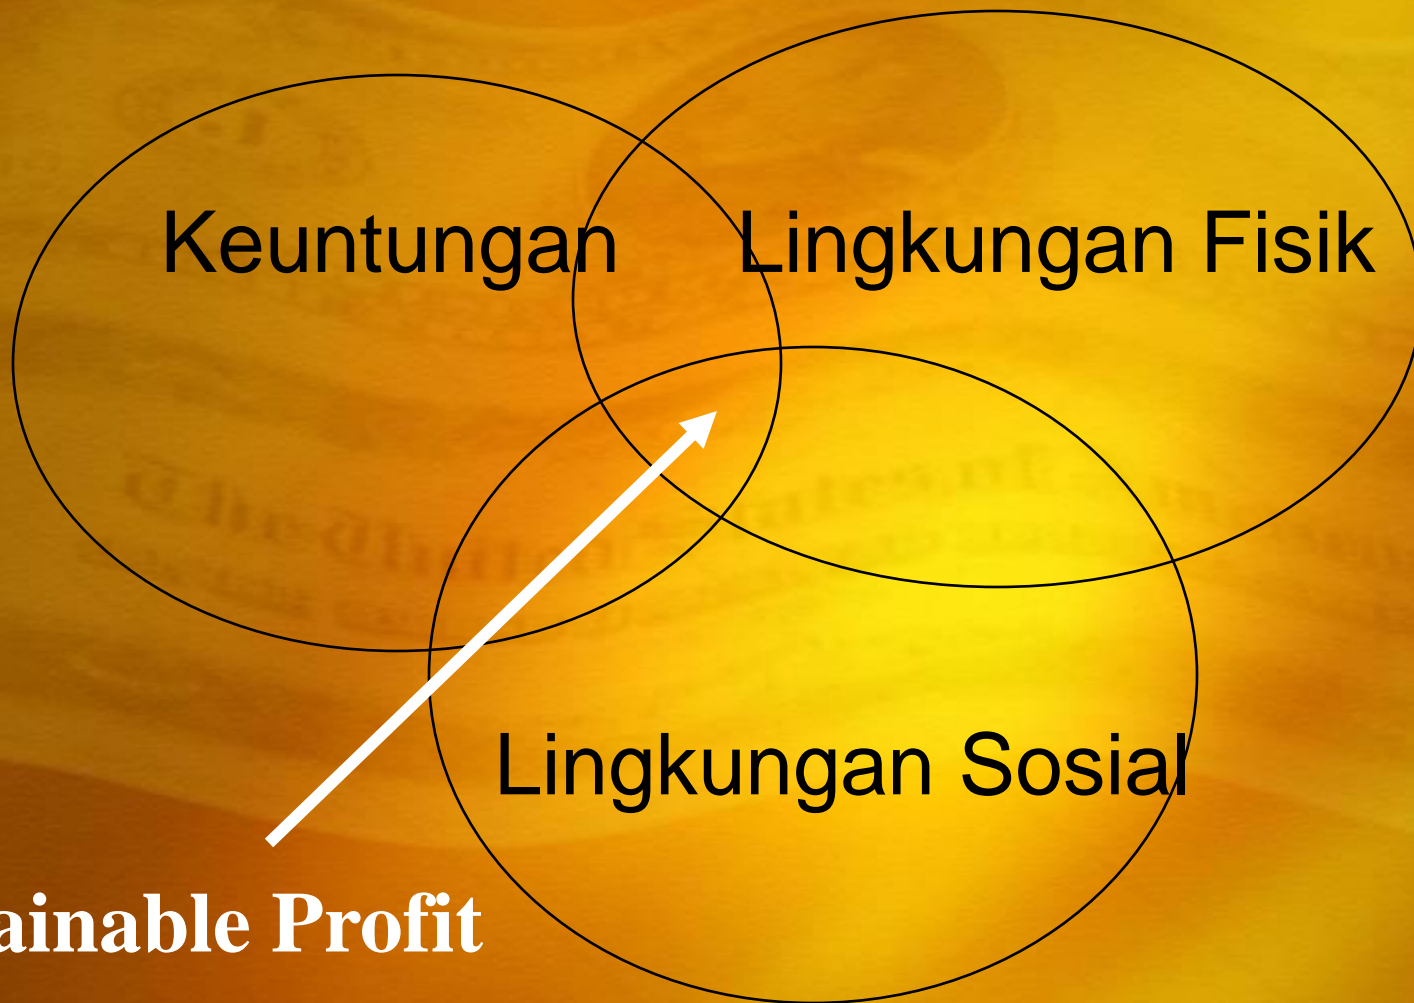 Keuntungan
Lingkungan Fisik
Lingkungan Sosial
ainable Profit